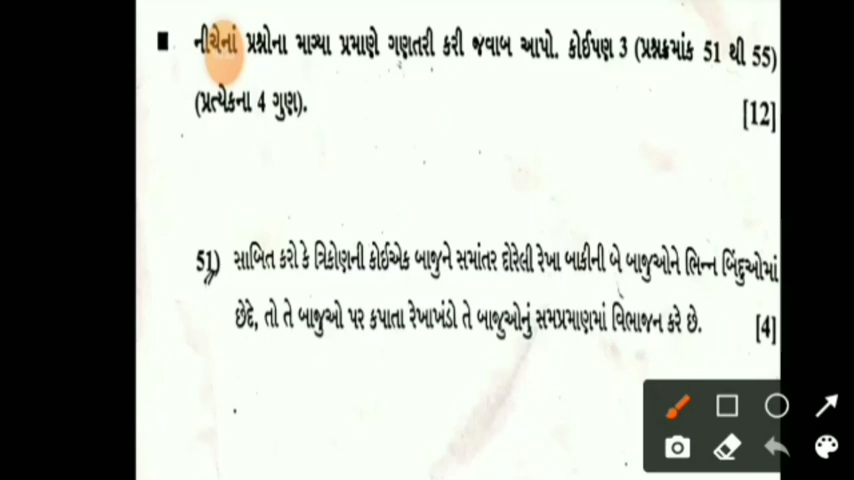 ■ નીચેનાં પ્રશ્નોના માગ્યા પ્રમાણે ગણતરી કરી જવાબ આપો. કોઈપણ 3 (પ્રશ્નક્રમાંક 51 થી 55)
(પ્રત્યેકના 4 ગુણ). [12]
51) સાબિત કરો કે ત્રિકોણની કોઈએક બાજુને સમાંતર દોરેલી રેખા બાકીની બે બાજુઓને ભિન્ન બિંદુઓમાં
છેદે, તો તે બાજુઓ પર કપાતા રેખાખંડો તે બાજુઓનું સમપ્રમાણમાં વિભાજન કરે છે. [4]